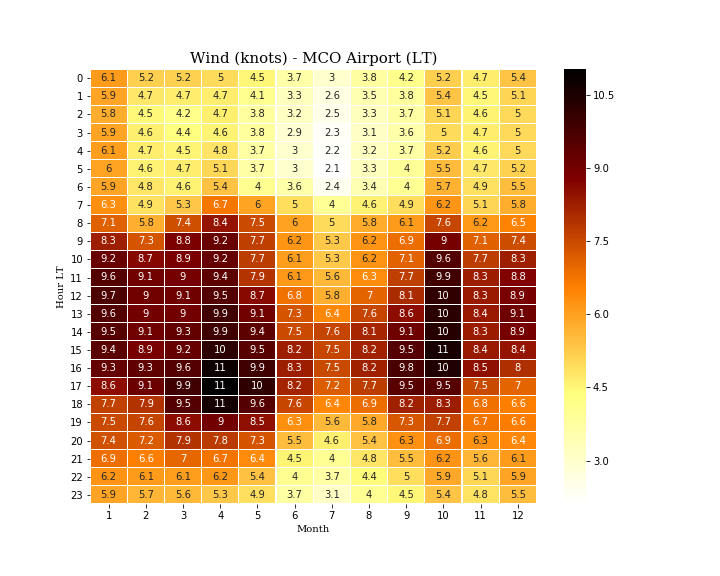 Wind (knots) - MCO Airport (LT)
0 6.1 5.2 5.2 5 4.5 3.7 3 3.8 4.2 5.2 4.7 5.4
1 5.9 4.7 4.7 4.7 4.1 3.3 2.6 3.5 3.8 5.4 4.5 5.1
2 5.8 4.5 4.2 4.7 3.8 3.2 2.5 3.3 3.7 5.1 4.6 5
3 5.9 4.6 4.4 4.6 3.8 2.9 2.3 3.1 3.6 5 4.7 5
4 6.1 4.7 4.5 4.8 3.7 3 2.2 3.2 3.7 5.2 4.6 5
5 6 4.6 4.7 5.1 3.7 3 2.1 3.3 4 5.5 4.7 5.2
6 5.9 4.8 4.6 5.4 4 3.6 2.4 3.4 4 5.7 4.9 5.5
7 6.3 4.9 5.3 6.7 6 5 4 4.6 4.9 6.2 5.1 5.8
8 7.1 5.8 7.4 8.4 7.5 6 5 5.8 6.1 7.6 6.2 6.5
9 8.3 7.3 8.8 9.2 7.7 6.2 5.3 6.2 6.9 9 7.1 7.4
10 9.2 8.7 8.9 9.2 7.7 6.1 5.3 6.2 7.1 9.6 7.7 8.3
11 9.6 9.1 9 9.4 7.9 6.1 5.6 6.3 7.7 9.9 8.3 8.8
12 9.7 9 9.1 9.5 8.7 6.8 5.8 7 8.1 10 8.3 8.9
13 9.6 9 9 9.9 9.1 7.3 6.4 7.6 8.6 10 8.4 9.1
14 9.5 9.1 9.3 9.9 9.4 7.5 7.6 8.1 9.1 10 8.3 8.9
15 9.4 8.9 9.2 10 9.5 8.2 7.5 8.2 9.5 11 8.4 8.4
16 9.3 9.3 9.6 11 9.9 8.3 7.5 8.2 9.8 10 8.5 8
17 8.6 9.1 9.9 11 10 8.2 7.2 7.7 9.5 9.5 7.5 7
18 7.7 7.9 9.5 11 9.6 7.6 6.4 6.9 8.2 8.3 6.8 6.6
19 7.5 7.6 8.6 9 8.5 6.3 5.6 5.8 7.3 7.7 6.7 6.6
20 7.4 7.2 7.9 7.8 7.3 5.5 4.6 5.4 6.3 6.9 6.3 6.4
21 6.9 6.6 7 6.7 6.4 4.5 4 4.8 5.5 6.2 5.6 6.1
22 6.2 6.1 6.1 6.2 5.4 4 3.7 4.4 5 5.9 5.1 5.9
23 5.9 5.7 5.6 5.3 4.9 3.7 3.1 4 4.5 5.4 4.8 5.5
1 2 3 4 5 6 7 8 9 10 11 12
Month
Hour LT
10.5
9.0
7.5
6.0
4.5
3.0